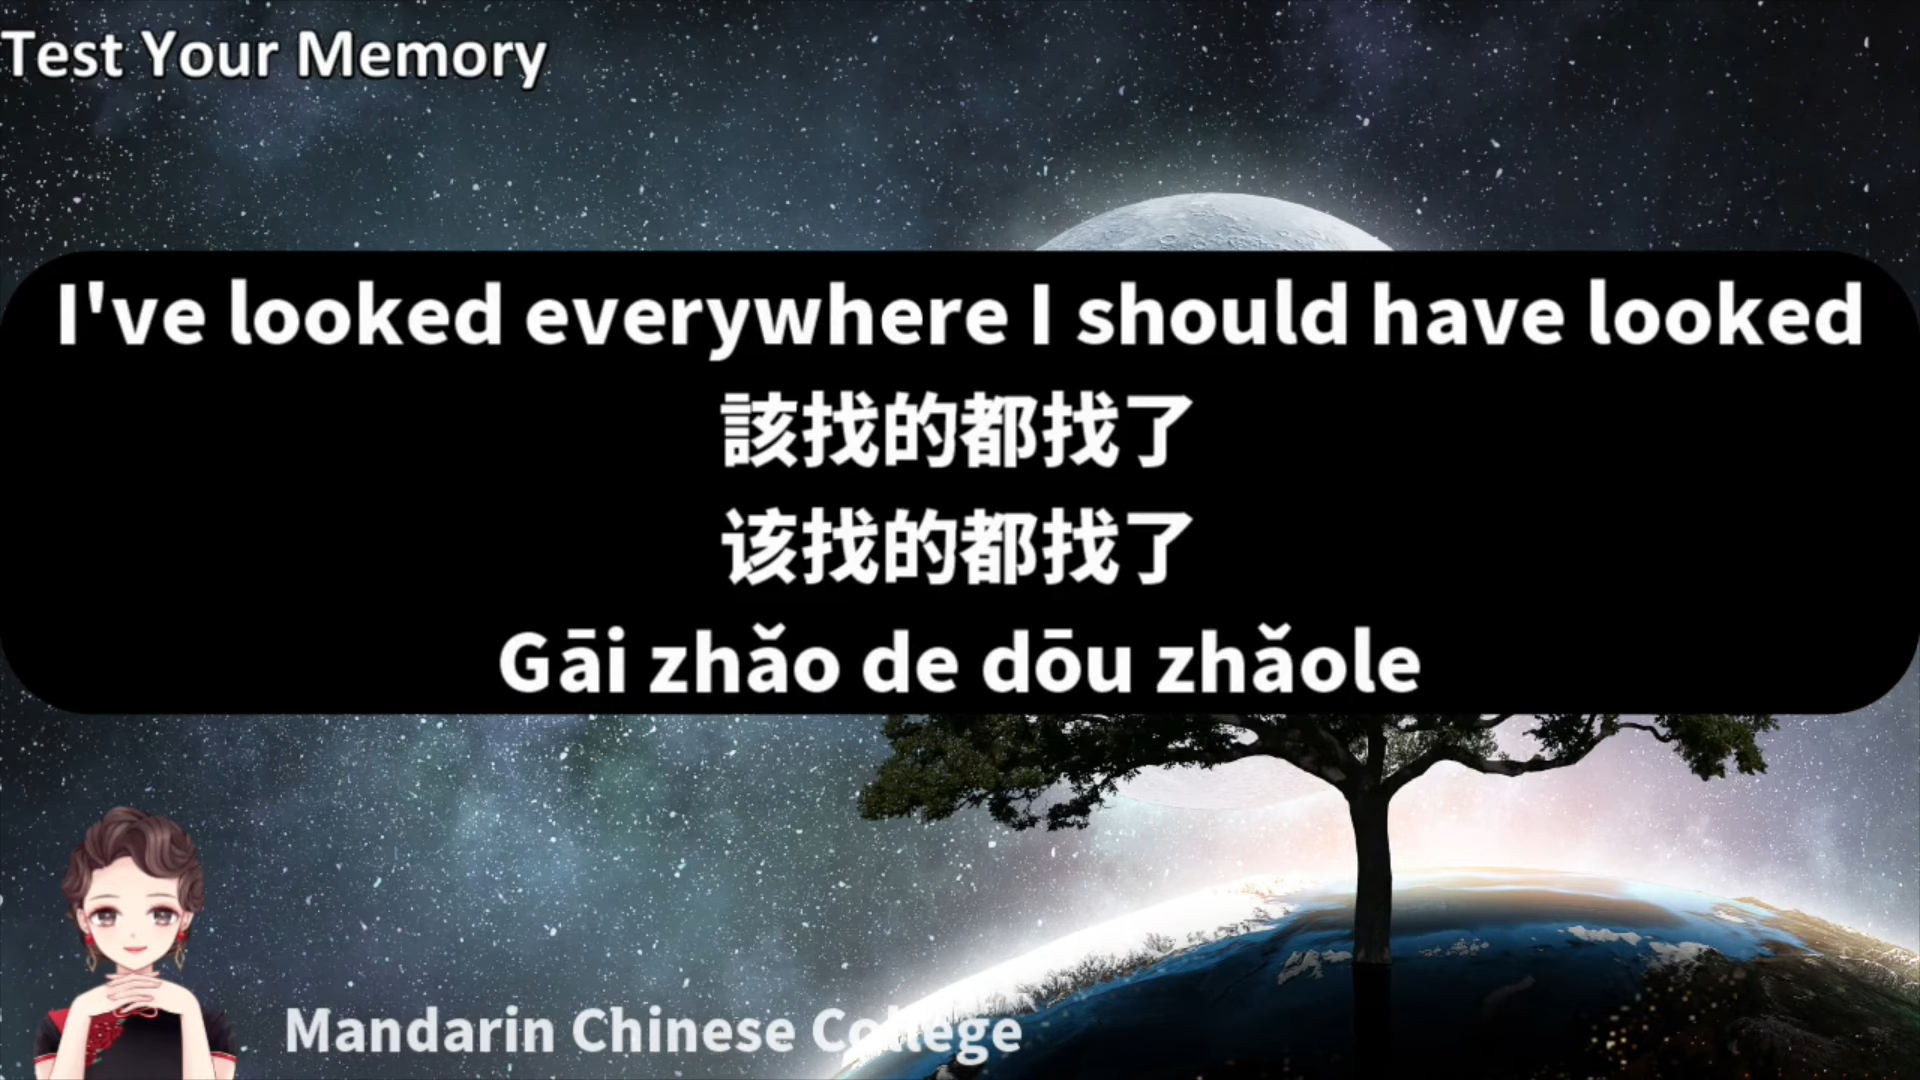 Test Your Memory
I've looked everywhere I should have looked
該找的都找了
该找的都找了
Gāi zhǎo de dōu zhǎole
Mandarin Chinese College